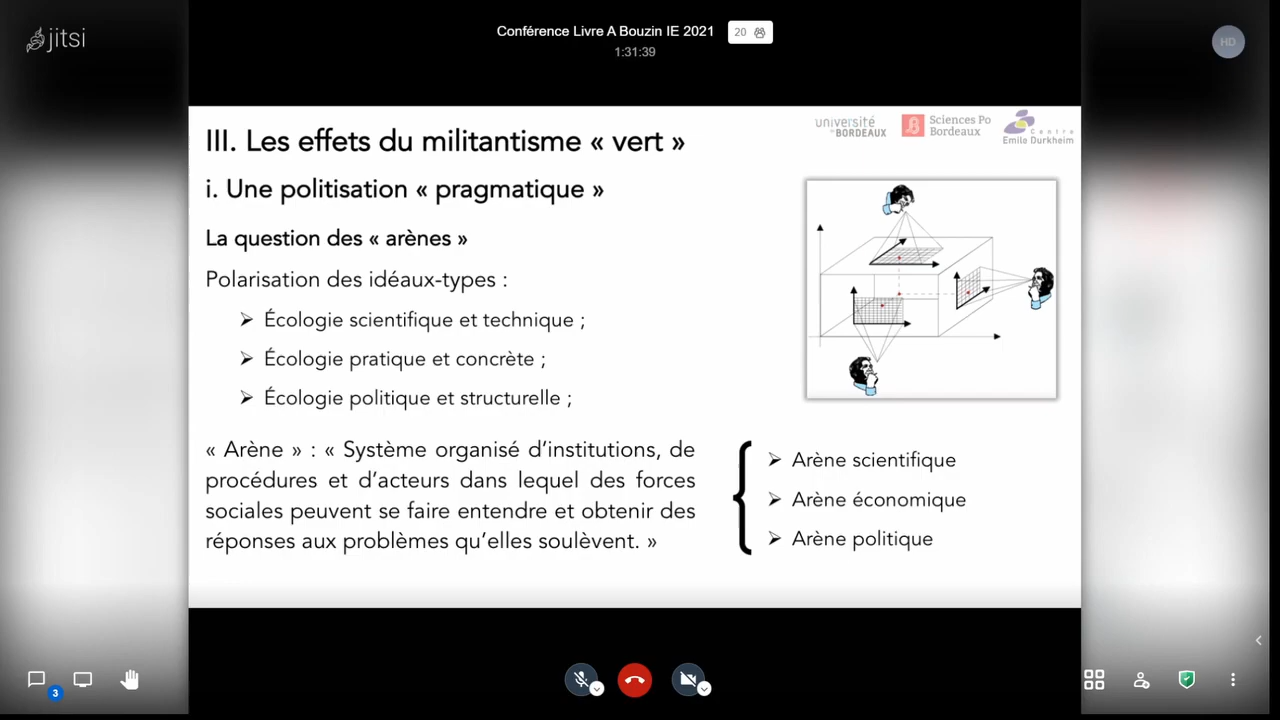 jitsi
Conférence Livre A Bouzin IE 2021
20
1:31:39
HD
université
de BORDEAUX
Sciences Po
Bordeaux
Centre
Emile Durkheim
III. Les effets du militantisme « vert »
i. Une politisation « pragmatique »
La question des « arènes »
Polarisation des idéaux-types :
➢ Écologie scientifique et technique ;
➢ Écologie pratique et concrète ;
➢ Écologie politique et structurelle ;
« Arène » : « Système organisé d’institutions, de
procédures et d’acteurs dans lequel des forces
sociales peuvent se faire entendre et obtenir des
réponses aux problèmes qu’elles soulèvent. »
➢ Arène scientifique
➢ Arène économique
➢ Arène politique
3